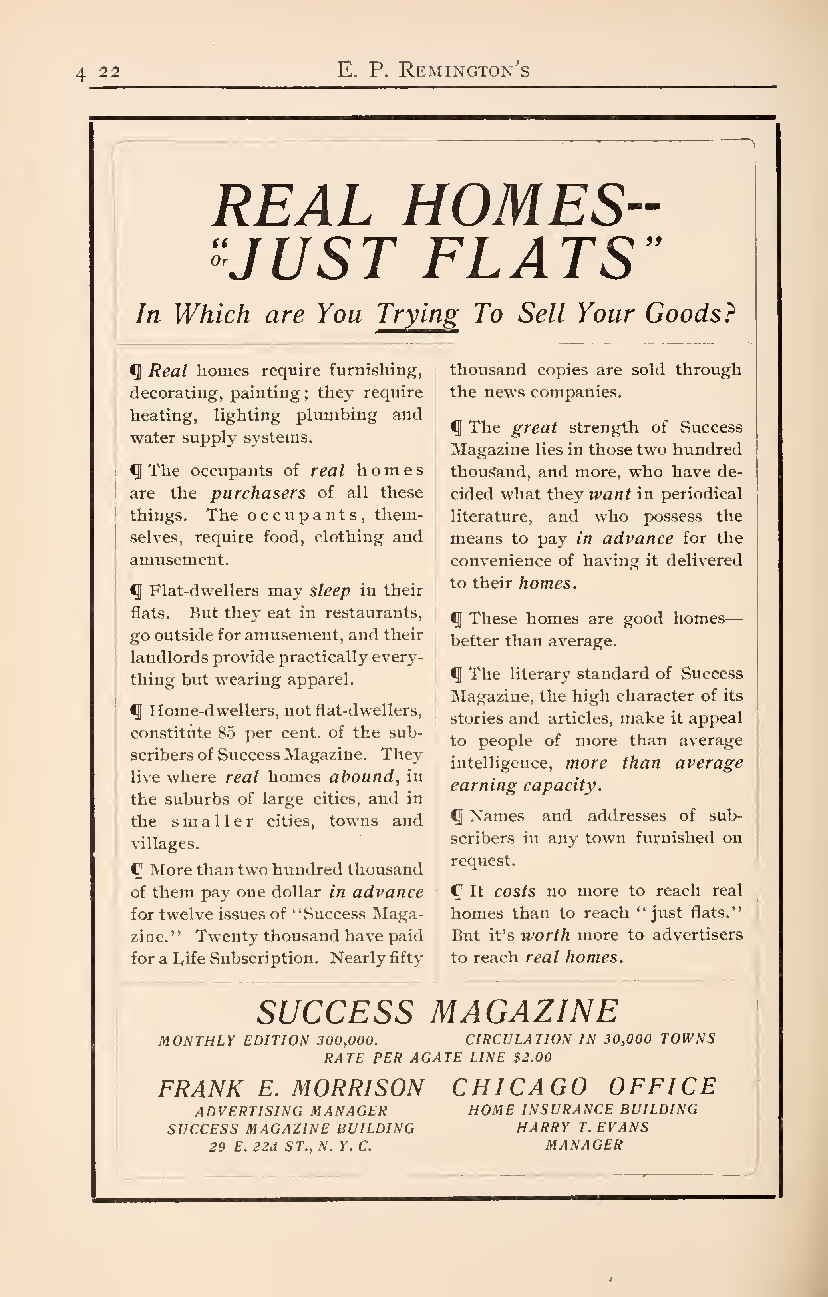 4 22
E. P. Remington's
REAL HOMES--
or "JUST FLATS"
In Which are You Trying To Sell Your Goods?
¶ Real homes require furnishing,
decorating, painting; they require
heating, lighting plumbing and
water supply systems.
¶ The occupants of real homes
are the purchasers of all these
things. The occupants, them-
selves, require food, clothing and
amusement.
¶ Flat-dwellers may sleep in their
flats. But they eat in restaurants,
go outside for amusement, and their
landlords provide practically every-
thing but wearing apparel.
¶ Home-dwellers, not flat-dwellers,
constitute 85 per cent. of the sub-
scribers of Success Magazine. They
live where real homes abound, in
the suburbs of large cities, and in
the smaller cities, towns and
villages.
¶ More than two hundred thousand
of them pay one dollar in advance
for twelve issues of "Success Maga-
zine." Twenty thousand have paid
for a Life Subscription. Nearly fifty
thousand copies are sold through
the news companies.
¶ The great strength of Success
Magazine lies in those two hundred
thousand, and more, who have de-
cided what they want in periodical
literature, and who possess the
means to pay in advance for the
convenience of having it delivered
to their homes.
¶ These homes are good homes—
better than average.
¶ The literary standard of Success
Magazine, the high character of its
stories and articles, make it appeal
to people of more than average
intelligence, more than average
earning capacity.
¶ Names and addresses of sub-
scribers in any town furnished on
request.
¶ It costs no more to reach real
homes than to reach "just flats."
But it's worth more to advertisers
to reach real homes.
SUCCESS MAGAZINE
MONTHLY EDITION 300,000. CIRCULATION IN 30,000 TOWNS
RATE PER AGATE LINE $2.00
FRANK E. MORRISON
ADVERTISING MANAGER
SUCCESS MAGAZINE BUILDING
29 E. 22d ST., N. Y. C.
CHICAGO OFFICE
HOME INSURANCE BUILDING
HARRY T. EVANS
MANAGER